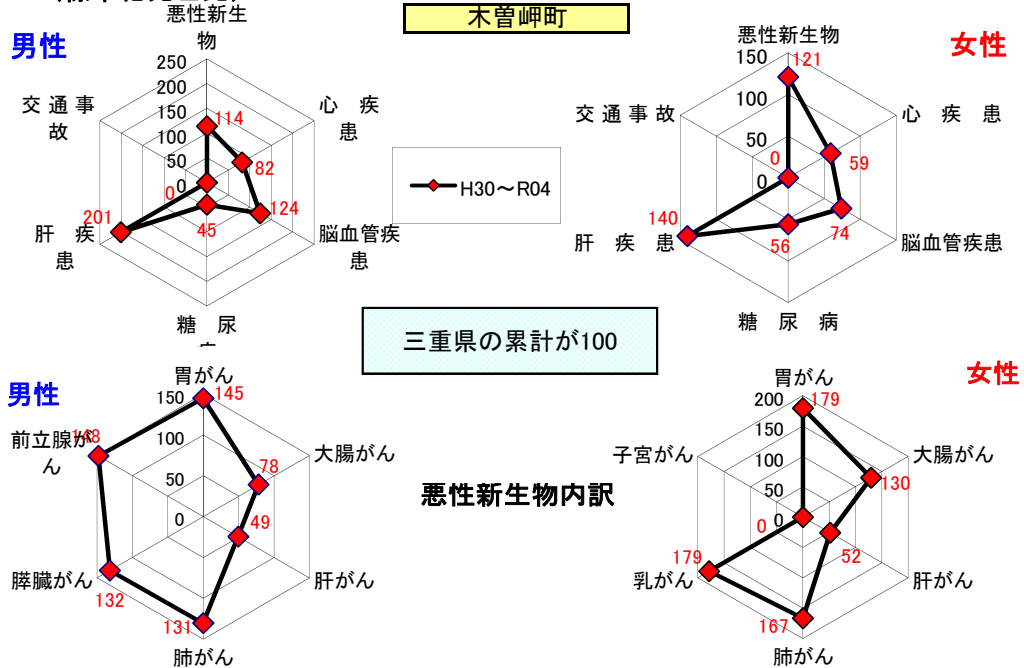 木曽岬町
男性
悪性新生
物
250
200
150
100
50
0
114
心 疾
患
82
124
脳血管疾
患
45
糖 尿
201
肝 疾
患
0
交 通 事
故
H30～R04
女性
悪性新生物
150
100
50
0
121
心 疾 患
59
74
脳血管疾患
56
糖 尿 病
140
肝 疾 患
0
交 通 事 故
三重県の累計が100
男性
胃がん
150
100
50
0
145
大腸がん
78
49
肝がん
131
肺がん
132
膵臓がん
148
前立腺が
ん
悪性新生物内訳
女性
胃がん
200
150
100
50
0
179
大腸がん
130
52
肝がん
167
肺がん
179
乳がん
0
子宮がん